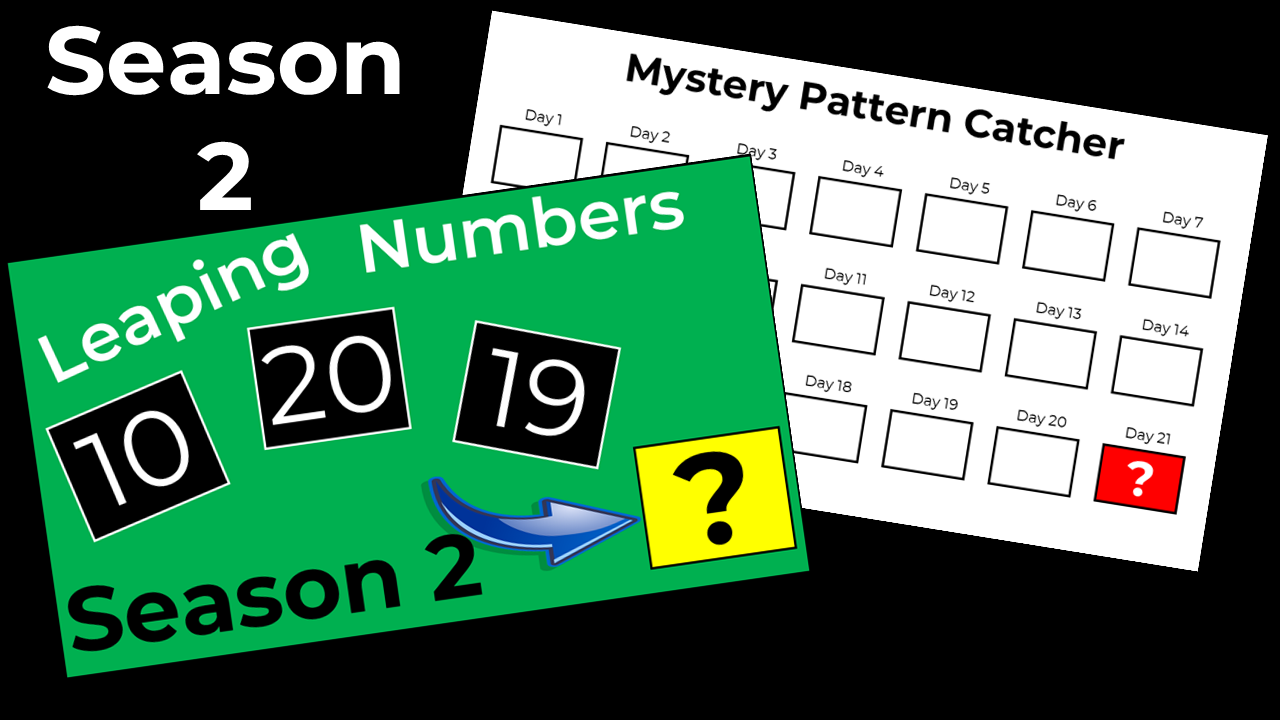 Season
2
Mystery Pattern Catcher
Day 1
Day 2
Day 3
Day 4
Day 5
Day 6
Day 7
Day 11
Day 12
Day 13
Day 14
Day 18
Day 19
Day 20
Day 21
?
Leaping Numbers
10
20
19
?
Season 2